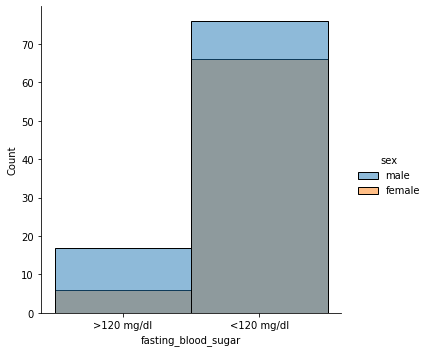 70
60
50
40
30
20
10
0
Count
>120 mg/dl
<120 mg/dl
fasting_blood_sugar
sex
male
female